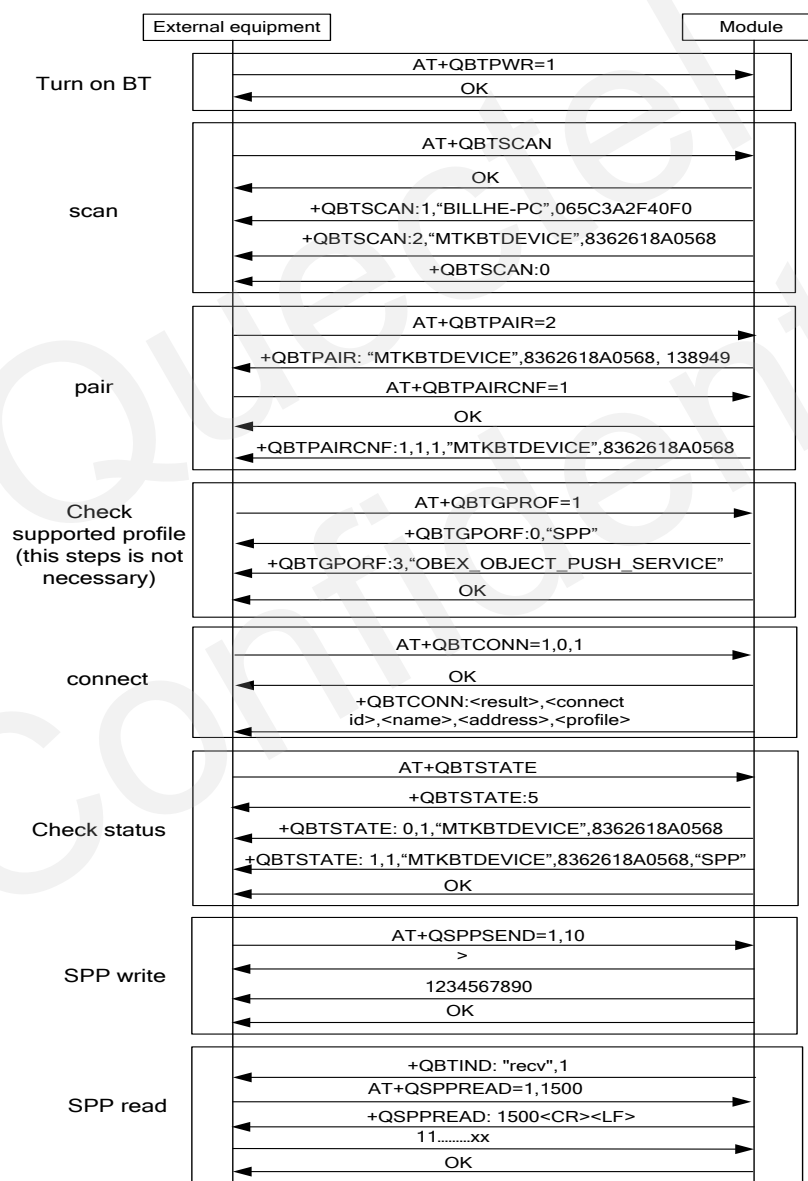 External equipment
Module
Turn on BT
AT+QBTPWR=1
OK
scan
AT+QBTSCAN
OK
+QBTSCAN:1,“BILLHE-PC”,065C3A2F40F0
+QBTSCAN:2,“MTKBTDEVICE”,8362618A0568
+QBTSCAN:0
pair
AT+QBTPAIR=2
+QBTPAIR: “MTKBTDEVICE”,8362618A0568, 138949
AT+QBTPAIRCNF=1
OK
+QBTPAIRCNF:1,1,1,”MTKBTDEVICE”,8362618A0568
Check
supported profile
(this steps is not
necessary)
AT+QBTGPROF=1
+QBTGPORF:0,“SPP”
+QBTGPORF:3,“OBEX_OBJECT_PUSH_SERVICE”
OK
connect
AT+QBTCONN=1,0,1
OK
+QBTCONN:<result>,<connect
id>,<name>,<address>,<profile>
Check status
AT+QBTSTATE
+QBTSTATE:5
+QBTSTATE: 0,1,“MTKBTDEVICE”,8362618A0568
+QBTSTATE: 1,1,“MTKBTDEVICE”,8362618A0568,“SPP”
OK
SPP write
AT+QSPPSEND=1,10
>
1234567890
OK
SPP read
+QBTIND: "recv",1
AT+QSPPREAD=1,1500
+QSPPREAD: 1500<CR><LF>
11.........xx
OK
Quectel
Confident